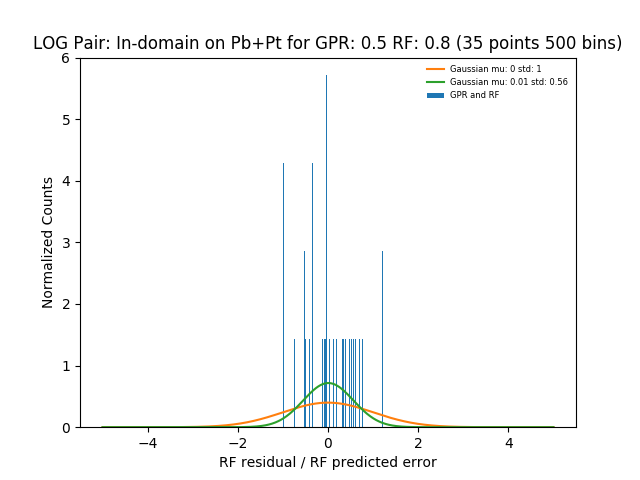 LOG Pair: In-domain on Pb+Pt for GPR: 0.5 RF: 0.8 (35 points 500 bins)
Gaussian mu: 0 std: 1
Gaussian mu: 0.01 std: 0.56
GPR and RF
Normalized Counts
6
5
4
3
2
1
0
−4 −2 0 2 4
RF residual / RF predicted error